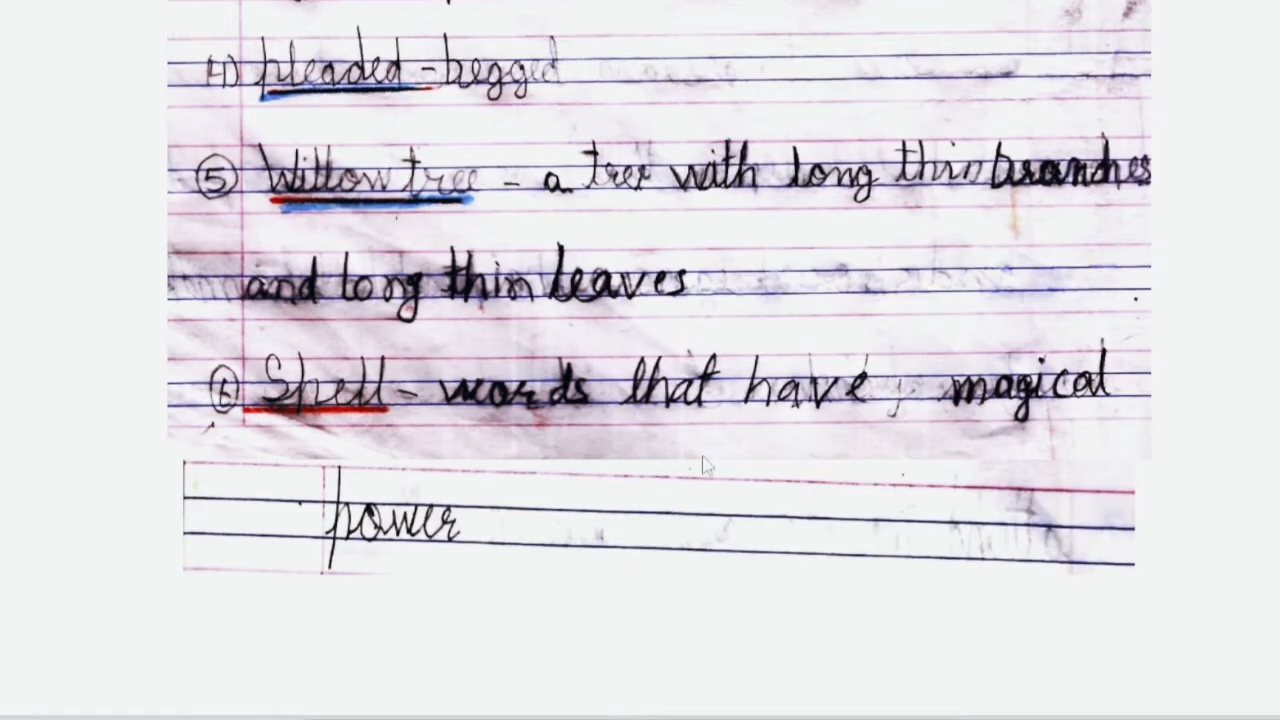 4) pleaded - begged
⑤ Willow tree - a tree with long thin branches
and long thin leaves
⑥ Spell - words that have, magical
power